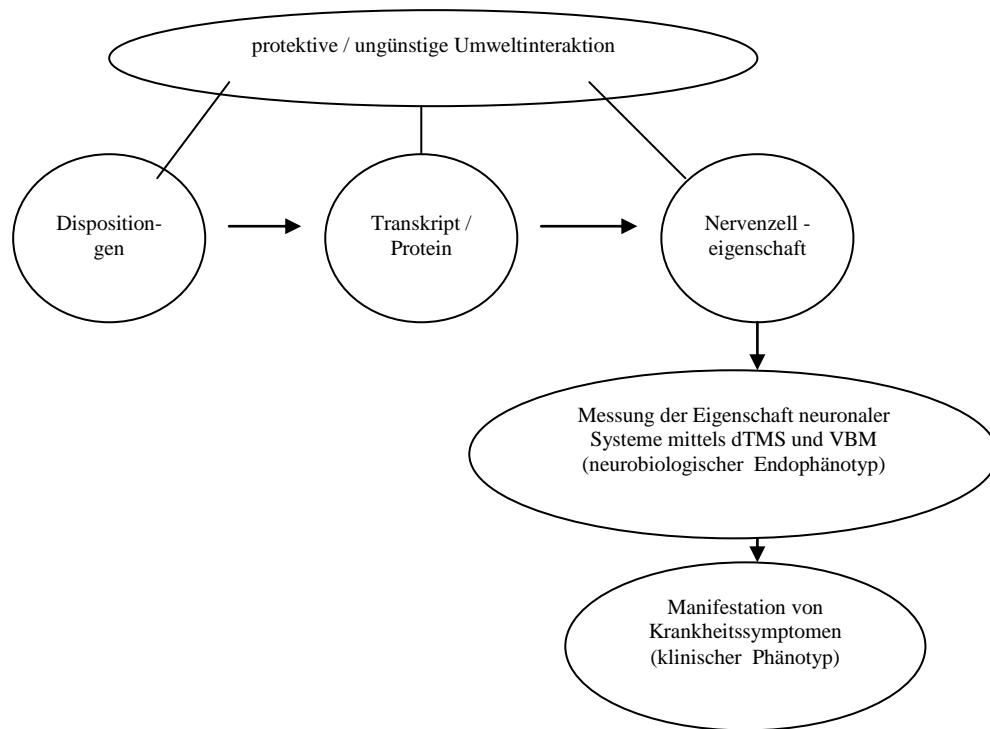 protektive / ungünstige Umweltinteraktion
Disposition-
gen
Transkript /
Protein
Nervenzell -
eigenschaft
Messung der Eigenschaft neuronaler
Systeme mittels dTMS und VBM
(neurobiologischer Endophänotyp)
Manifestation von
Krankheitssymptomen
(klinischer Phänotyp)